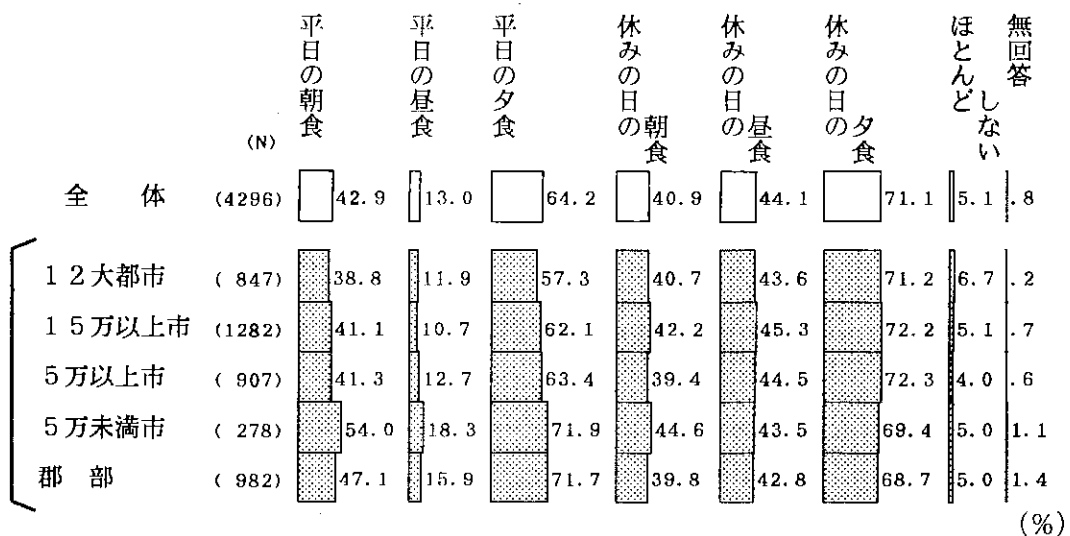 平日の朝食
平日の昼食
平日の夕食
休みの日の朝食
休みの日の昼食
休みの日の夕食
ほとんどしない
無回答
(N)
全 体 (4296) 42.9 13.0 64.2 40.9 44.1 71.1 5.1 .8
12大都市 ( 847) 38.8 11.9 57.3 40.7 43.6 71.2 6.7 .2
15万以上市 (1282) 41.1 10.7 62.1 42.2 45.3 72.2 5.1 .7
5万以上市 ( 907) 41.3 12.7 63.4 39.4 44.5 72.3 4.0 .6
5万未満市 ( 278) 54.0 18.3 71.9 44.6 43.5 69.4 5.0 1.1
郡 部 ( 982) 47.1 15.9 71.7 39.8 42.8 68.7 5.0 1.4
(%)